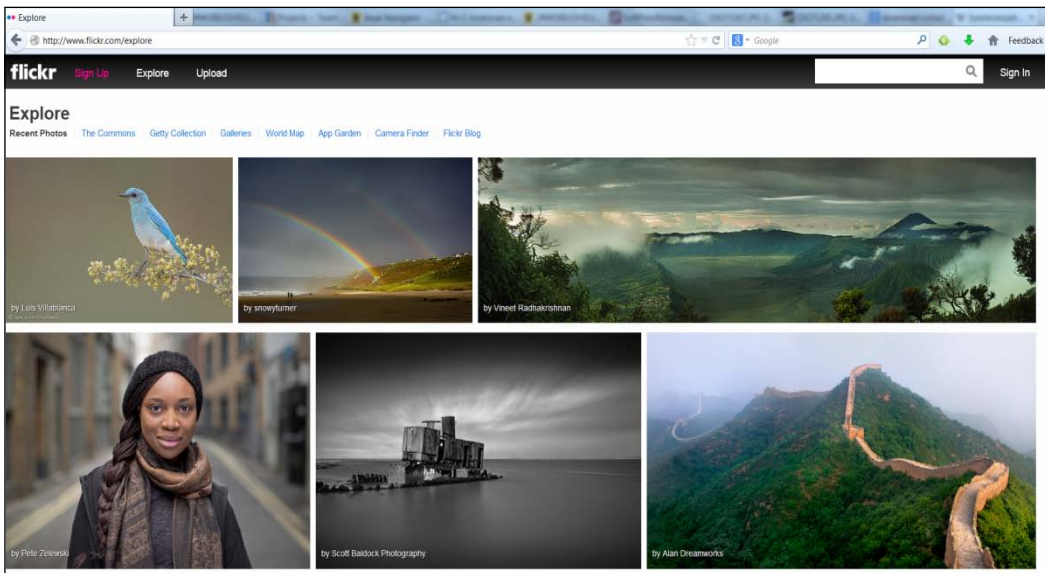 Explore
http://www.flickr.com/explore
Google
Feedback
flickr
Sign Up
Explore
Upload
Sign In
Explore
Recent Photos
The Commons
Getty Collection
Galleries
World Map
App Garden
Camera Finder
Flickr Blog
by Luis Villablanca
by snowyturner
by Vineet Radhakrishnan
by Pete Zelewski
by Scott Baldock Photography
by Alan Dreamworks